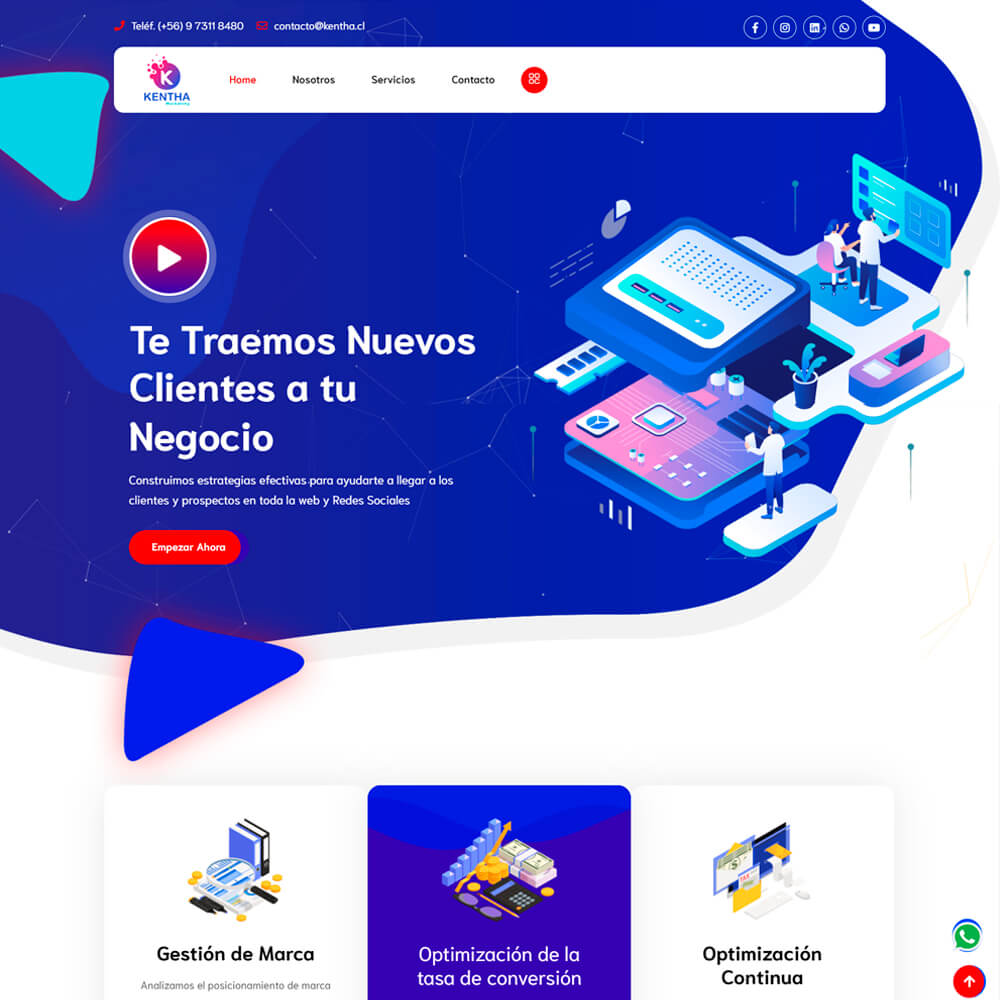 Teléf. (+56) 9 7311 8480 contacto@kentha.cl
K
KENTHA
Marketing
Home Nosotros Servicios Contacto
Te Traemos Nuevos
Clientes a tu
Negocio
Construimos estrategias efectivas para ayudarte a llegar a los
clientes y prospectos en toda la web y Redes Sociales
Empezar Ahora
Gestión de Marca
Analizamos el posicionamiento de marca
Optimización de la
tasa de conversión
Optimización
Continua